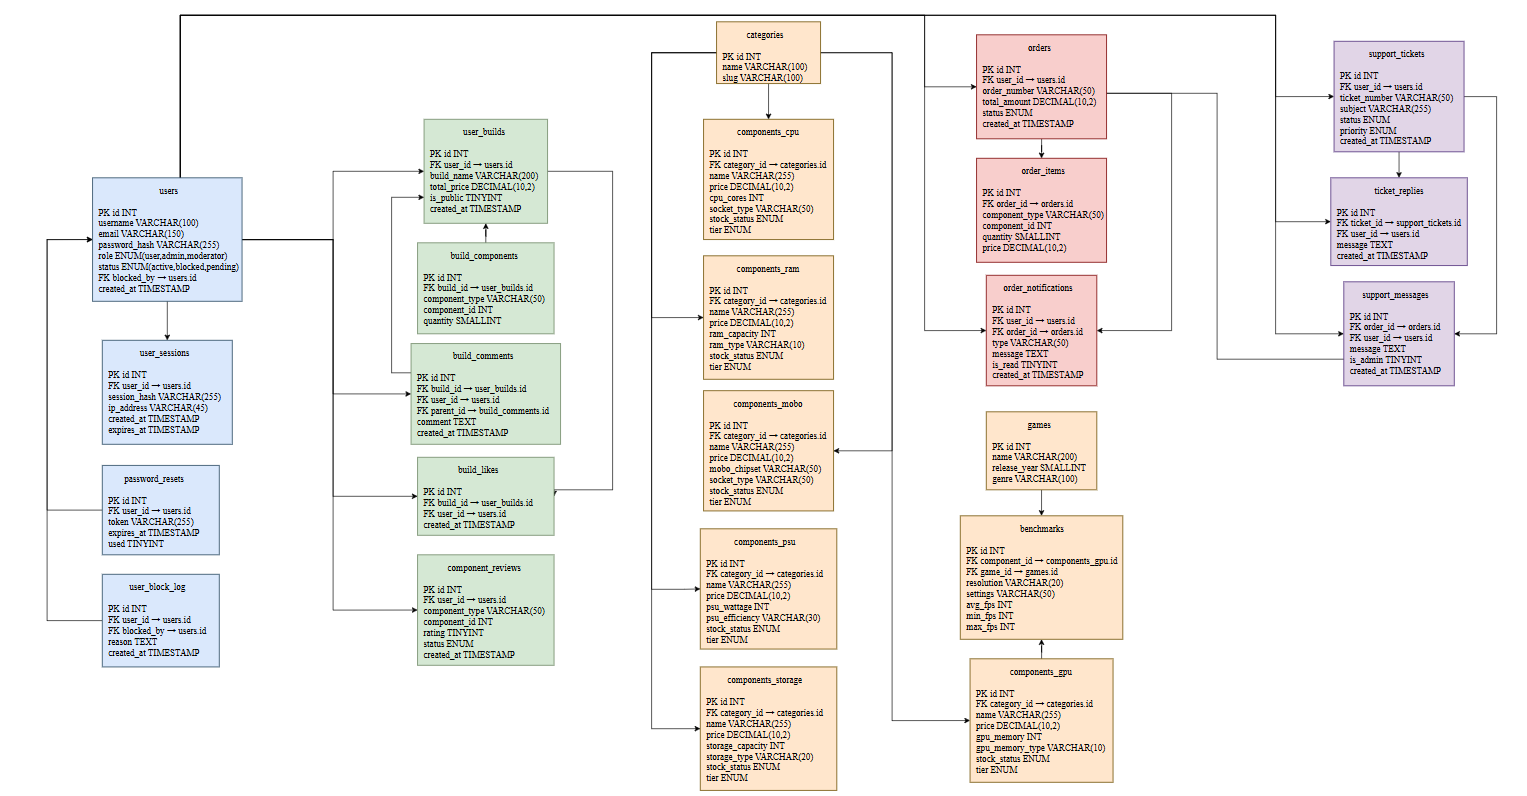 users
PK id INT
username VARCHAR(100)
email VARCHAR(150)
password_hash VARCHAR(255)
role ENUM(user,admin,moderator)
status ENUM(active,blocked,pending)
FK blocked_by → users.id
created_at TIMESTAMP
user_sessions
PK id INT
FK user_id → users.id
session_hash VARCHAR(255)
ip_address VARCHAR(45)
created_at TIMESTAMP
expires_at TIMESTAMP
password_resets
PK id INT
FK user_id → users.id
token VARCHAR(255)
expires_at TIMESTAMP
used TINYINT
user_block_log
PK id INT
FK user_id → users.id
FK blocked_by → users.id
reason TEXT
created_at TIMESTAMP
user_builds
PK id INT
FK user_id → users.id
build_name VARCHAR(200)
total_price DECIMAL(10,2)
is_public TINYINT
created_at TIMESTAMP
build_components
PK id INT
FK build_id → user_builds.id
component_type VARCHAR(50)
component_id INT
quantity SMALLINT
build_comments
PK id INT
FK build_id → user_builds.id
FK user_id → users.id
FK parent_id → build_comments.id
comment TEXT
created_at TIMESTAMP
build_likes
PK id INT
FK build_id → user_builds.id
FK user_id → users.id
created_at TIMESTAMP
component_reviews
PK id INT
FK user_id → users.id
component_type VARCHAR(50)
component_id INT
rating TINYINT
status ENUM
created_at TIMESTAMP
categories
PK id INT
name VARCHAR(100)
slug VARCHAR(100)
components_cpu
PK id INT
FK category_id → categories.id
name VARCHAR(255)
price DECIMAL(10,2)
cpu_cores INT
socket_type VARCHAR(50)
stock_status ENUM
tier ENUM
components_ram
PK id INT
FK category_id → categories.id
name VARCHAR(255)
price DECIMAL(10,2)
ram_capacity INT
ram_type VARCHAR(10)
stock_status ENUM
tier ENUM
components_mobo
PK id INT
FK category_id → categories.id
name VARCHAR(255)
price DECIMAL(10,2)
mobo_chipset VARCHAR(50)
socket_type VARCHAR(50)
stock_status ENUM
tier ENUM
components_psu
PK id INT
FK category_id → categories.id
name VARCHAR(255)
price DECIMAL(10,2)
psu_wattage INT
psu_efficiency VARCHAR(30)
stock_status ENUM
tier ENUM
components_storage
PK id INT
FK category_id → categories.id
name VARCHAR(255)
price DECIMAL(10,2)
storage_capacity INT
storage_type VARCHAR(20)
stock_status ENUM
tier ENUM
orders
PK id INT
FK user_id → users.id
order_number VARCHAR(50)
total_amount DECIMAL(10,2)
status ENUM
created_at TIMESTAMP
order_items
PK id INT
FK order_id → orders.id
component_type VARCHAR(50)
component_id INT
quantity SMALLINT
price DECIMAL(10,2)
order_notifications
PK id INT
FK user_id → users.id
FK order_id → orders.id
type VARCHAR(50)
message TEXT
is_read TINYINT
created_at TIMESTAMP
games
PK id INT
name VARCHAR(200)
release_year SMALLINT
genre VARCHAR(100)
benchmarks
PK id INT
FK component_id → components_gpu.id
FK game_id → games.id
resolution VARCHAR(20)
settings VARCHAR(50)
avg_fps INT
min_fps INT
max_fps INT
components_gpu
PK id INT
FK category_id → categories.id
name VARCHAR(255)
price DECIMAL(10,2)
gpu_memory INT
gpu_memory_type VARCHAR(10)
stock_status ENUM
tier ENUM
support_tickets
PK id INT
FK user_id → users.id
ticket_number VARCHAR(50)
subject VARCHAR(255)
status ENUM
priority ENUM
created_at TIMESTAMP
ticket_replies
PK id INT
FK ticket_id → support_tickets.id
FK user_id → users.id
message TEXT
created_at TIMESTAMP
support_messages
PK id INT
FK order_id → orders.id
FK user_id → users.id
message TEXT
is_admin TINYINT
created_at TIMESTAMP